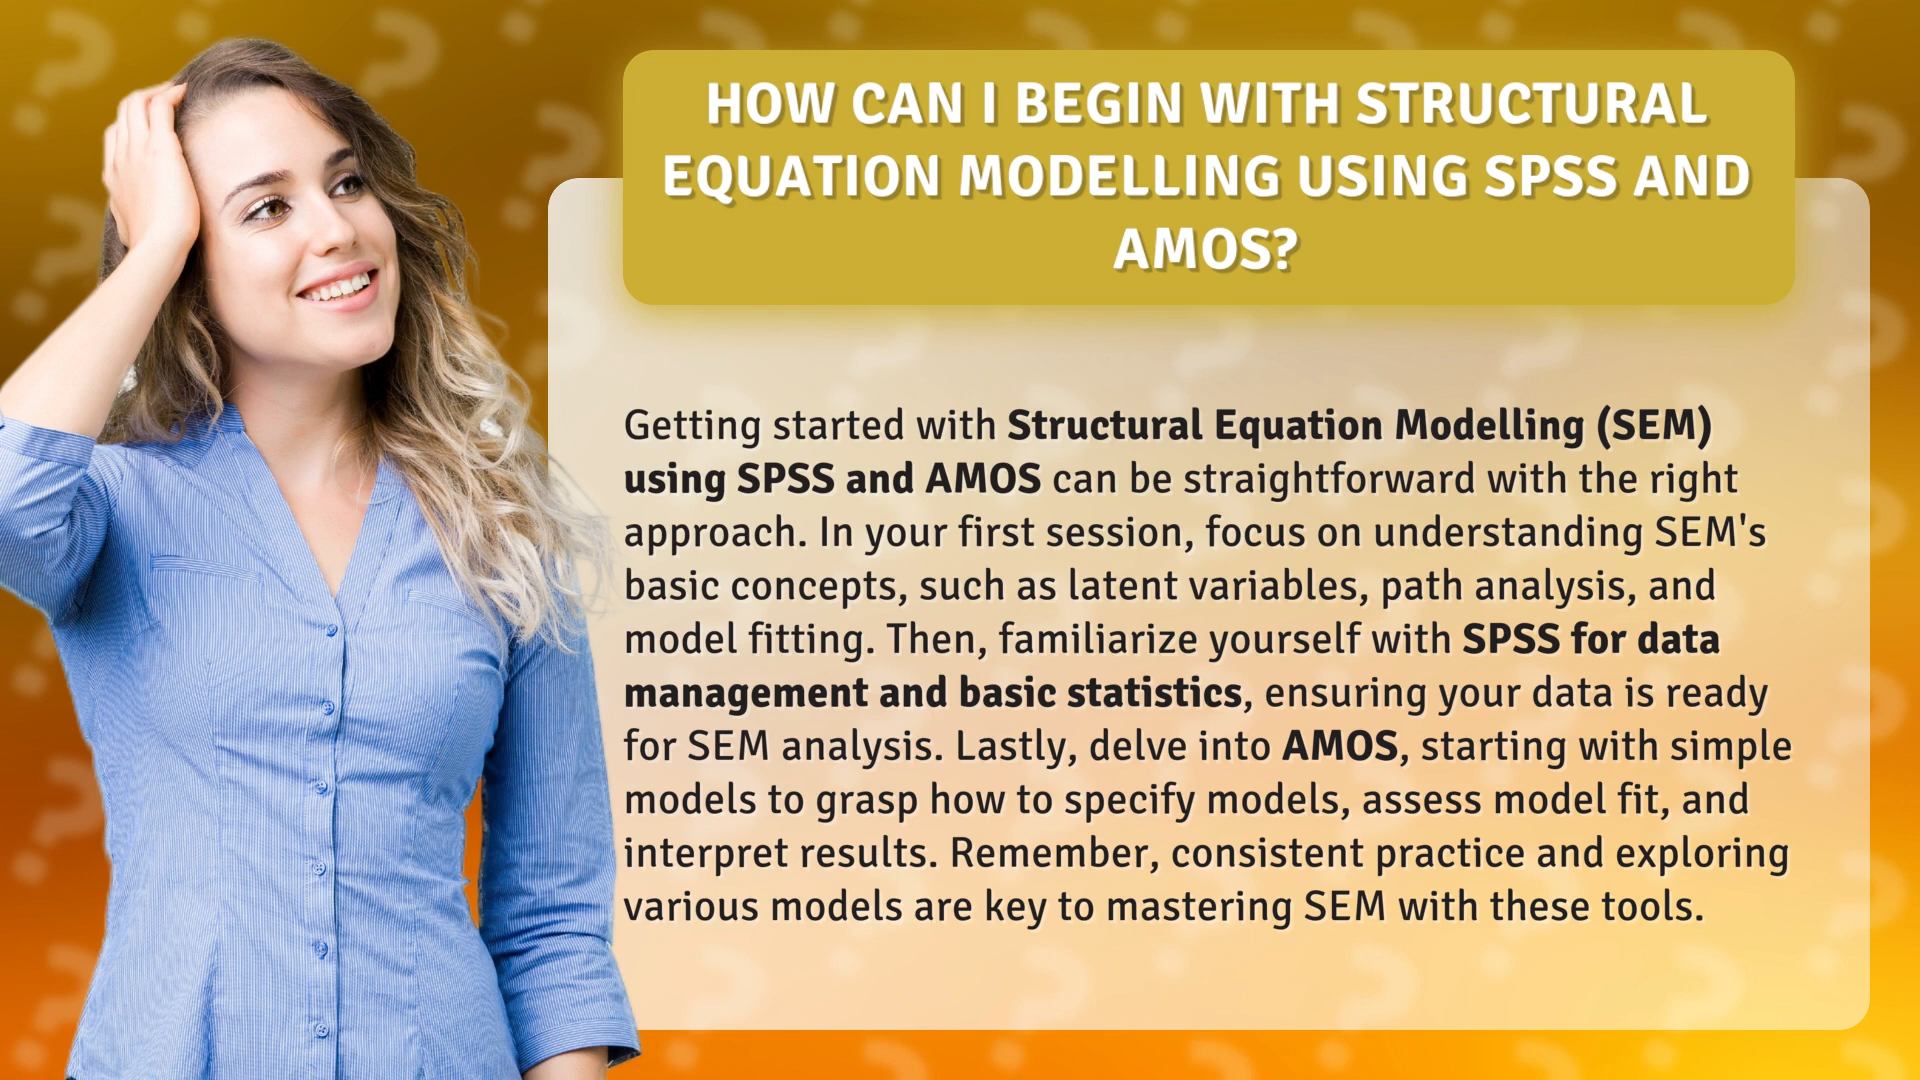 HOW CAN I BEGIN WITH STRUCTURAL
EQUATION MODELLING USING SPSS AND
AMOS?
Getting started with Structural Equation Modelling (SEM)
using SPSS and AMOS can be straightforward with the right
approach. In your first session, focus on understanding SEM's
basic concepts, such as latent variables, path analysis, and
model fitting. Then, familiarize yourself with SPSS for data
management and basic statistics, ensuring your data is ready
for SEM analysis. Lastly, delve into AMOS, starting with simple
models to grasp how to specify models, assess model fit, and
interpret results. Remember, consistent practice and exploring
various models are key to mastering SEM with these tools.